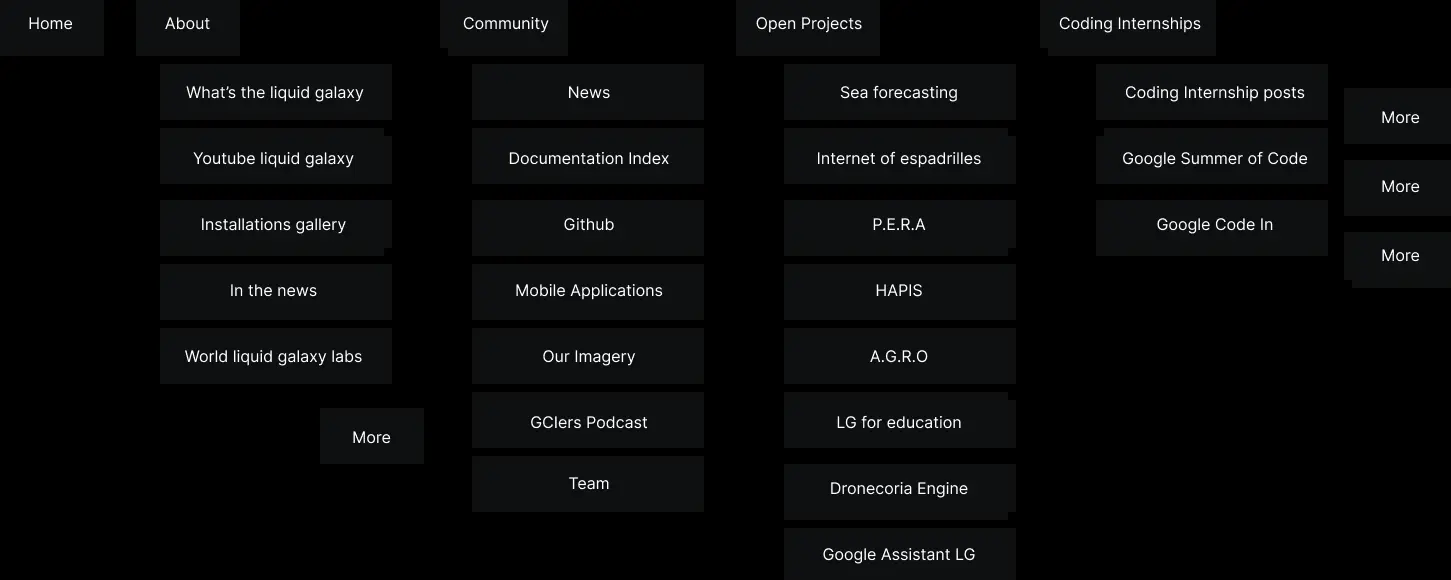 Home
About
Community
Open Projects
Coding Internships
What's the liquid galaxy
Youtube liquid galaxy
Installations gallery
In the news
World liquid galaxy labs
More
News
Documentation Index
Github
Mobile Applications
Our Imagery
GCIers Podcast
Team
Sea forecasting
Internet of espadrilles
P.E.R.A
HAPIS
A.G.R.O
LG for education
Dronecoria Engine
Google Assistant LG
Coding Internship posts
Google Summer of Code
Google Code In
More
More
More